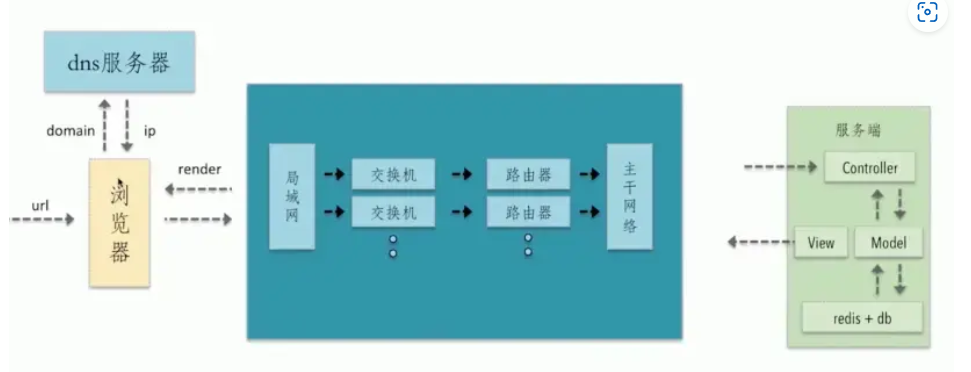 dns服务器
domain
ip
url
浏览器
render
局域网
交换机
路由器
交换机
路由器
主干网络
服务端
Controller
View
Model
redis + db